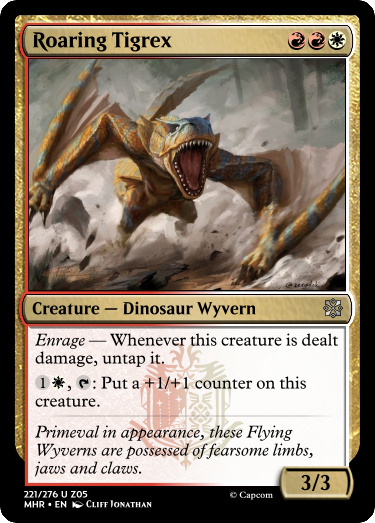 Roaring Tigrex
Creature — Dinosaur Wyvern
Enrage — Whenever this creature is dealt
damage, untap it.
1, : Put a +1/+1 counter on this
creature.
Primeval in appearance, these Flying
Wyverns are possessed of fearsome limbs,
jaws and claws.
3/3
221/276 U Z05
MHR • EN Cliff Jonathan
© Capcom